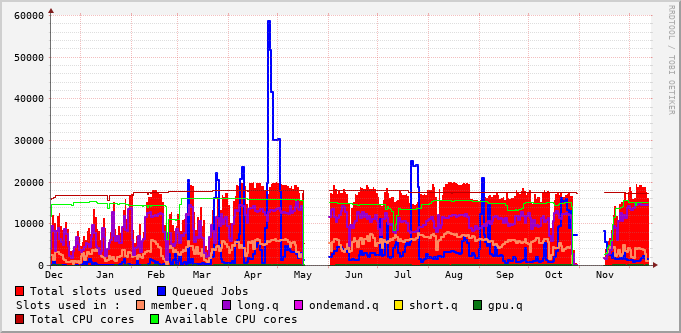 60000
50000
40000
30000
20000
10000
0
Dec Jan Feb Mar Apr May Jun Jul Aug Sep Oct Nov
Total slots used Queued Jobs
Slots used in : member.q long.q ondemand.q short.q gpu.q
Total CPU cores Available CPU cores
RRDTOOL / TOBI OETIKER